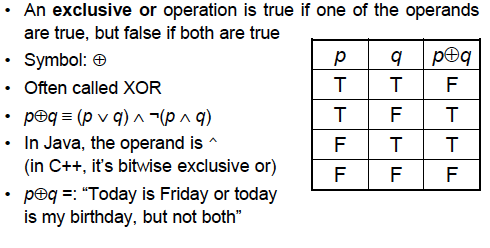 • An exclusive or operation is true if one of the operands
are true, but false if both are true
• Symbol: ⊕
• Often called XOR
• p⊕q ≡ (p ∨ q) ∧ ¬(p ∧ q)
• In Java, the operand is ^
(in C++, it's bitwise exclusive or)
• p⊕q =: “Today is Friday or today
is my birthday, but not both”
p q p⊕q
T T F
T F T
F T T
F F F